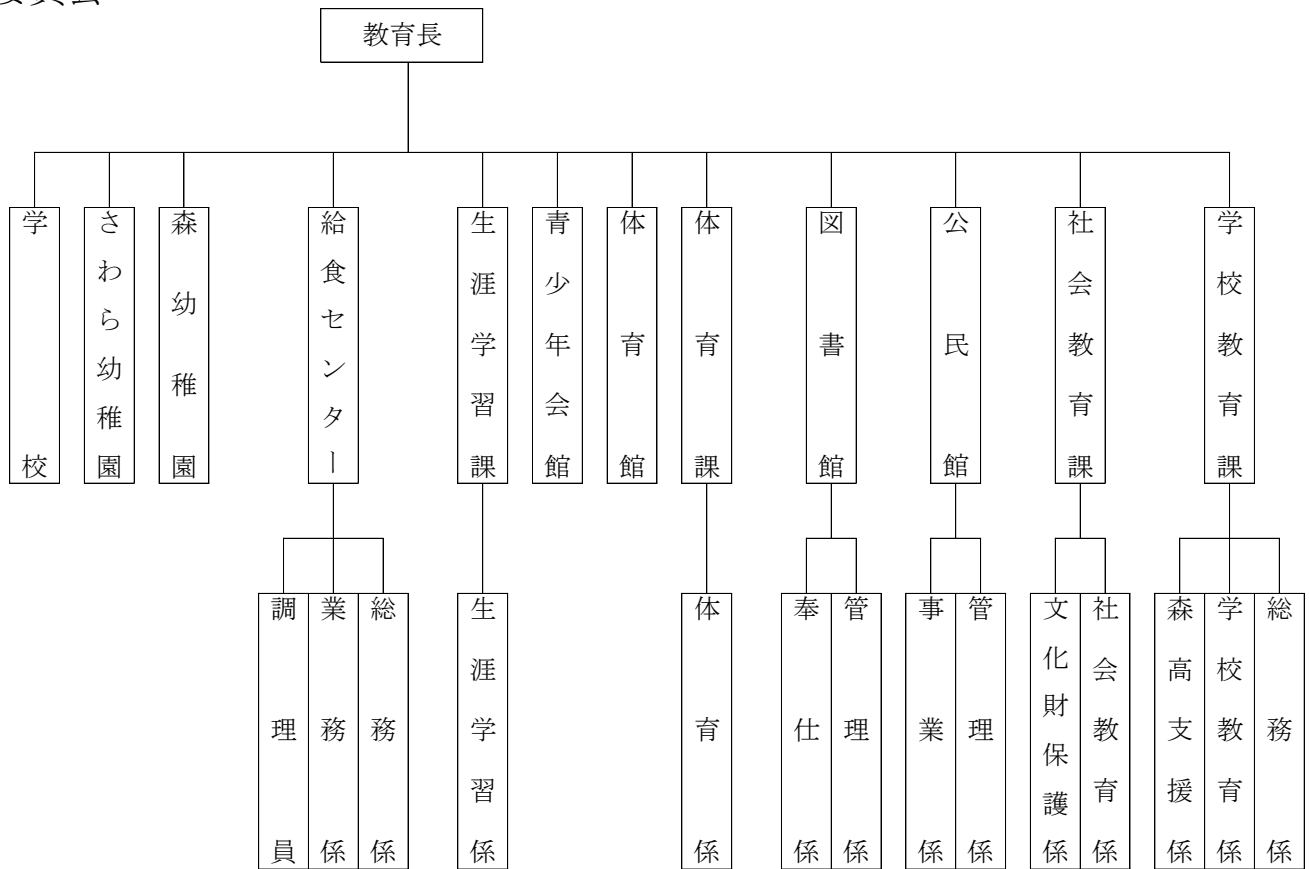 教育長
学校教育課
社会教育課
公民館
図書館
体育課
体育館
青少年会館
生涯学習課
給食センター
森幼稚園
さわら幼稚園
学校
総務係
学校教育係
森高支援係
社会教育係
文化財保護係
管理係
事業係
管理係
奉仕係
体育係
生涯学習係
総務係
業務係
調理員